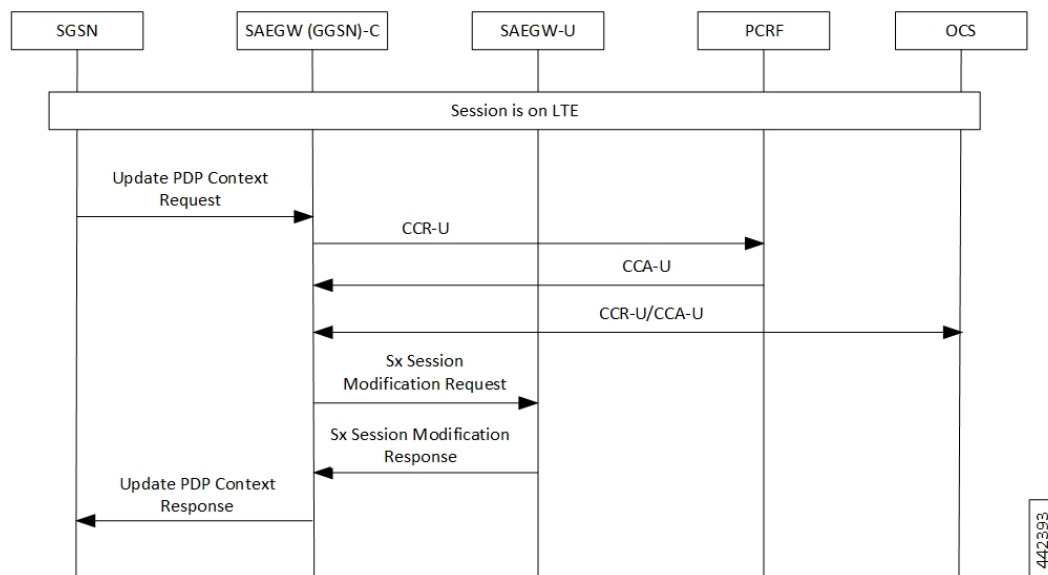 SGSN
SAEGW (GGSN)-C
SAEGW-U
PCRF
OCS
Session is on LTE
Update PDP Context
Request
CCR-U
CCA-U
CCR-U/CCA-U
Sx Session
Modification Request
Sx Session Modification
Response
Update PDP Context
Response
442393